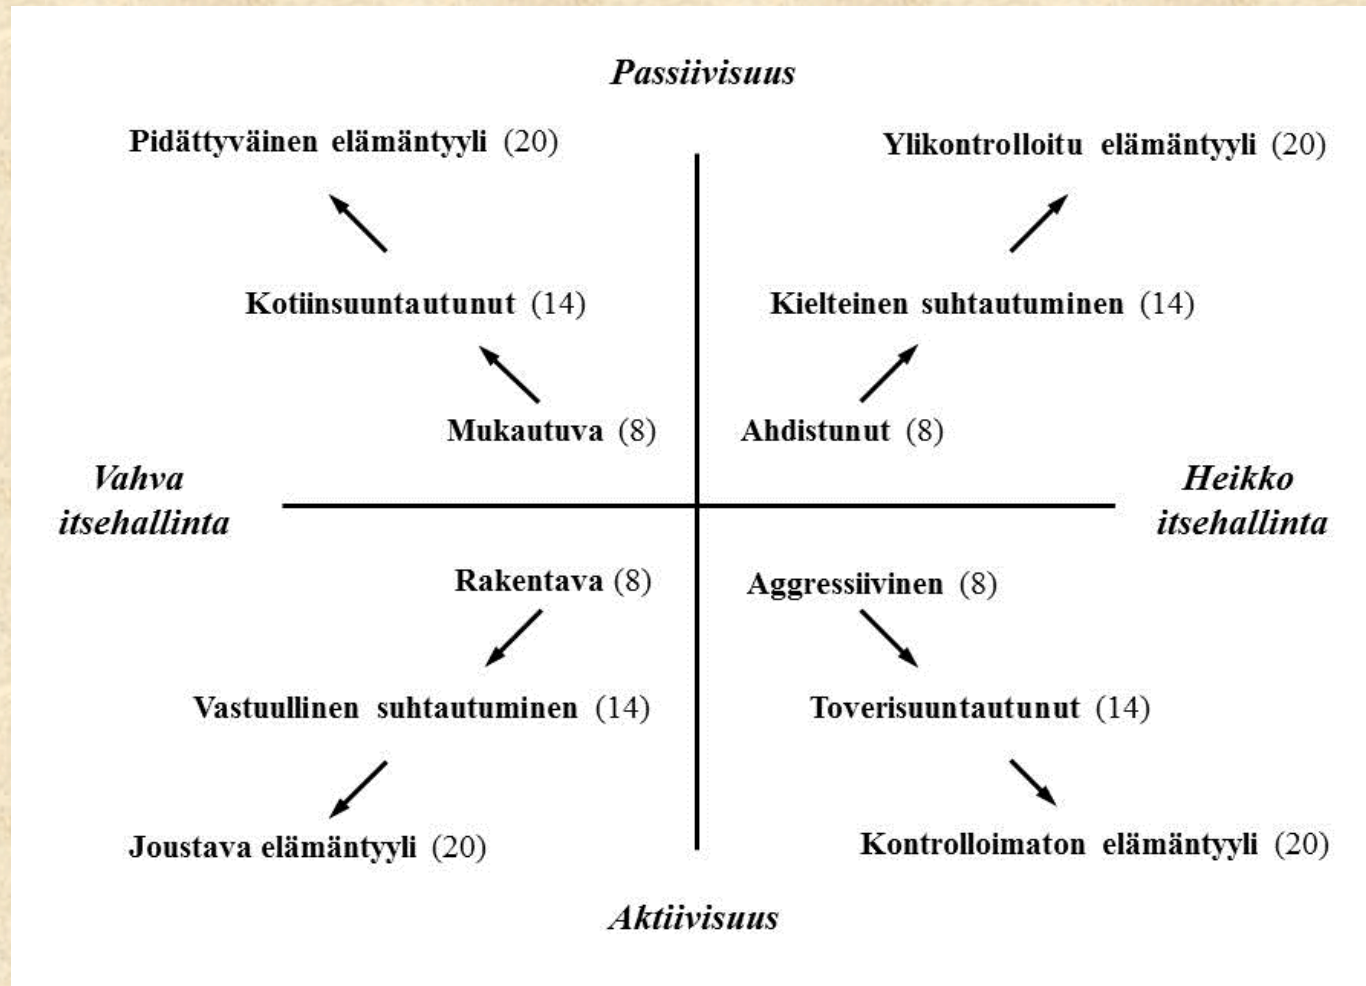 Passiivisuus
Pidättyväinen elämäntyyli (20)
Ylikontrolloitu elämäntyyli (20)
Kotiinsuuntautunut (14)
Kielteinen suhtautuminen (14)
Mukautuva (8)
Ahdistunut (8)
Vahva
itsehallinta
Heikko
itsehallinta
Rakentava (8)
Aggressiivinen (8)
Vastuullinen suhtautuminen (14)
Toverisuuntautunut (14)
Joustava elämäntyyli (20)
Kontrolloimaton elämäntyyli (20)
Aktiivisuus